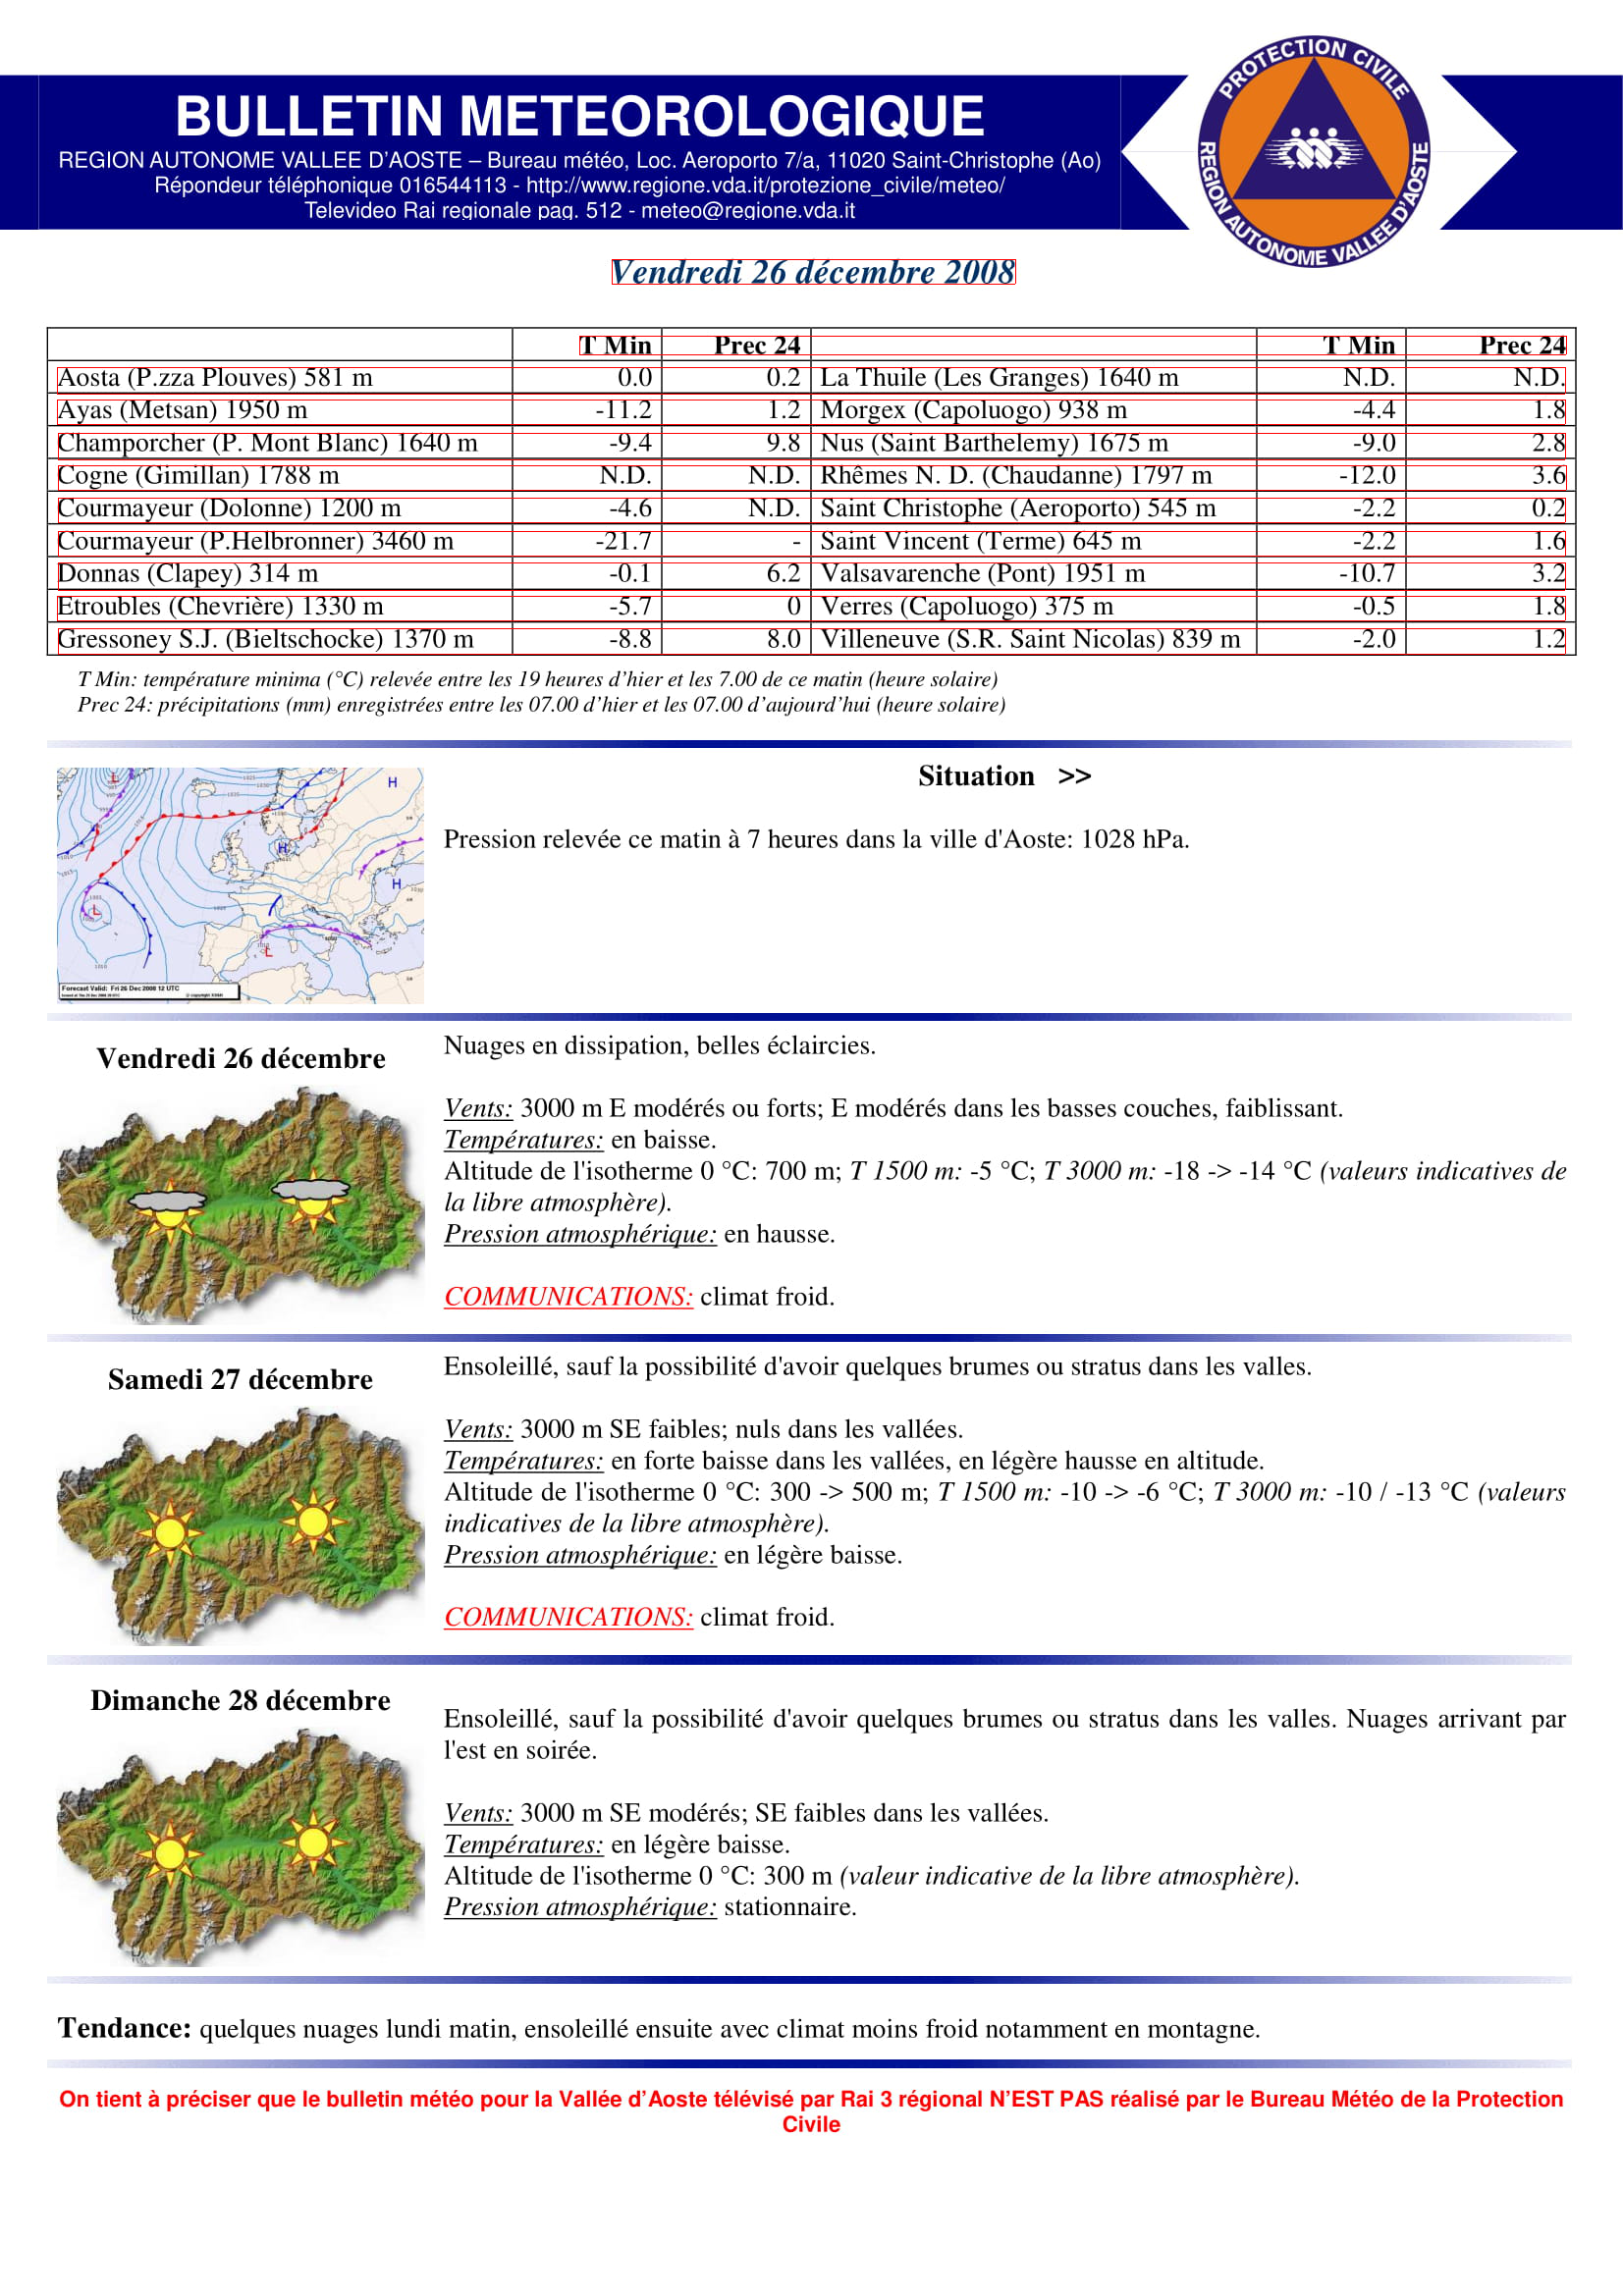 BULLETIN METEOROLOGIQUE
REGION AUTONOME VALLEE D'AOSTE – Bureau météo, Loc. Aeroporto 7/a, 11020 Saint-Christophe (Ao)
Répondeur téléphonique 016544113 - http://www.regione.vda.it/protezione_civile/meteo/
Televideo Rai regionale pag. 512 - meteo@regione.vda.it
PROTECTION CIVILE
REGION AUTONOME VALLEE D'AOSTE
Vendredi 26 décembre 2008
T Min Prec 24 T Min Prec 24
Aosta (P.zza Plouves) 581 m 0.0 0.2 La Thuile (Les Granges) 1640 m N.D. N.D.
Ayas (Metsan) 1950 m -11.2 1.2 Morgex (Capoluogo) 938 m -4.4 1.8
Champorcher (P. Mont Blanc) 1640 m -9.4 9.8 Nus (Saint Barthelemy) 1675 m -9.0 2.8
Cogne (Gimillan) 1788 m N.D. N.D. Rhêmes N. D. (Chaudanne) 1797 m -12.0 3.6
Courmayeur (Dolonne) 1200 m -4.6 N.D. Saint Christophe (Aeroporto) 545 m -2.2 0.2
Courmayeur (P.Helbronner) 3460 m -21.7 - Saint Vincent (Terme) 645 m -2.2 1.6
Donnas (Clapey) 314 m -0.1 6.2 Valsavarenche (Pont) 1951 m -10.7 3.2
Etroubles (Chevrière) 1330 m -5.7 0 Verres (Capoluogo) 375 m -0.5 1.8
Gressoney S.J. (Bieltschocke) 1370 m -8.8 8.0 Villeneuve (S.R. Saint Nicolas) 839 m -2.0 1.2
T Min: température minima (°C) relevée entre les 19 heures d'hier et les 7.00 de ce matin (heure solaire)
Prec 24: précipitations (mm) enregistrées entre les 07.00 d'hier et les 07.00 d'aujourd'hui (heure solaire)
Situation >>
Pression relevée ce matin à 7 heures dans la ville d'Aoste: 1028 hPa.
L
H
H
H
L
L
Forecast Valid: Fri 26 Dec 2008 12 UTC
Vendredi 26 décembre
Nuages en dissipation, belles éclaircies.
Vents: 3000 m E modérés ou forts; E modérés dans les basses couches, faiblissant.
Températures: en baisse.
Altitude de l'isotherme 0 °C: 700 m; T 1500 m: -5 °C; T 3000 m: -18 -> -14 °C (valeurs indicatives de
la libre atmosphère).
Pression atmosphérique: en hausse.
COMMUNICATIONS: climat froid.
Samedi 27 décembre
Ensoleillé, sauf la possibilité d'avoir quelques brumes ou stratus dans les valles.
Vents: 3000 m SE faibles; nuls dans les vallées.
Températures: en forte baisse dans les vallées, en légère hausse en altitude.
Altitude de l'isotherme 0 °C: 300 -> 500 m; T 1500 m: -10 -> -6 °C; T 3000 m: -10 / -13 °C (valeurs
indicatives de la libre atmosphère).
Pression atmosphérique: en légère baisse.
COMMUNICATIONS: climat froid.
Dimanche 28 décembre
Ensoleillé, sauf la possibilité d'avoir quelques brumes ou stratus dans les valles. Nuages arrivant par
l'est en soirée.
Vents: 3000 m SE modérés; SE faibles dans les vallées.
Températures: en légère baisse.
Altitude de l'isotherme 0 °C: 300 m (valeur indicative de la libre atmosphère).
Pression atmosphérique: stationnaire.
Tendance: quelques nuages lundi matin, ensoleillé ensuite avec climat moins froid notamment en montagne.
On tient à préciser que le bulletin météo pour la Vallée d'Aoste télévisé par Rai 3 régional N'EST PAS réalisé par le Bureau Météo de la Protection
Civile